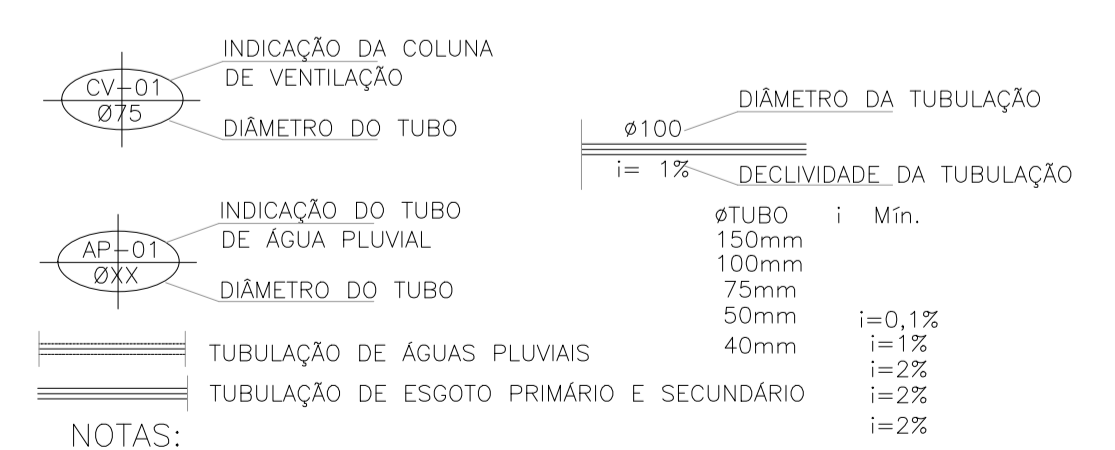 INDICAÇÃO DA COLUNA
DE VENTILAÇÃO
CV-01
Ø75
DIÂMETRO DO TUBO
INDICAÇÃO DO TUBO
DE ÁGUA PLUVIAL
AP-01
ØXX
DIÂMETRO DO TUBO
TUBULAÇÃO DE ÁGUAS PLUVIAIS
TUBULAÇÃO DE ESGOTO PRIMÁRIO E SECUNDÁRIO
NOTAS:
DIÂMETRO DA TUBULAÇÃO
ø100
i= 1%
DECLIVIDADE DA TUBULAÇÃO
øTUBO i Mín.
150mm
100mm
75mm
50mm
40mm
i=0,1%
i=1%
i=2%
i=2%
i=2%